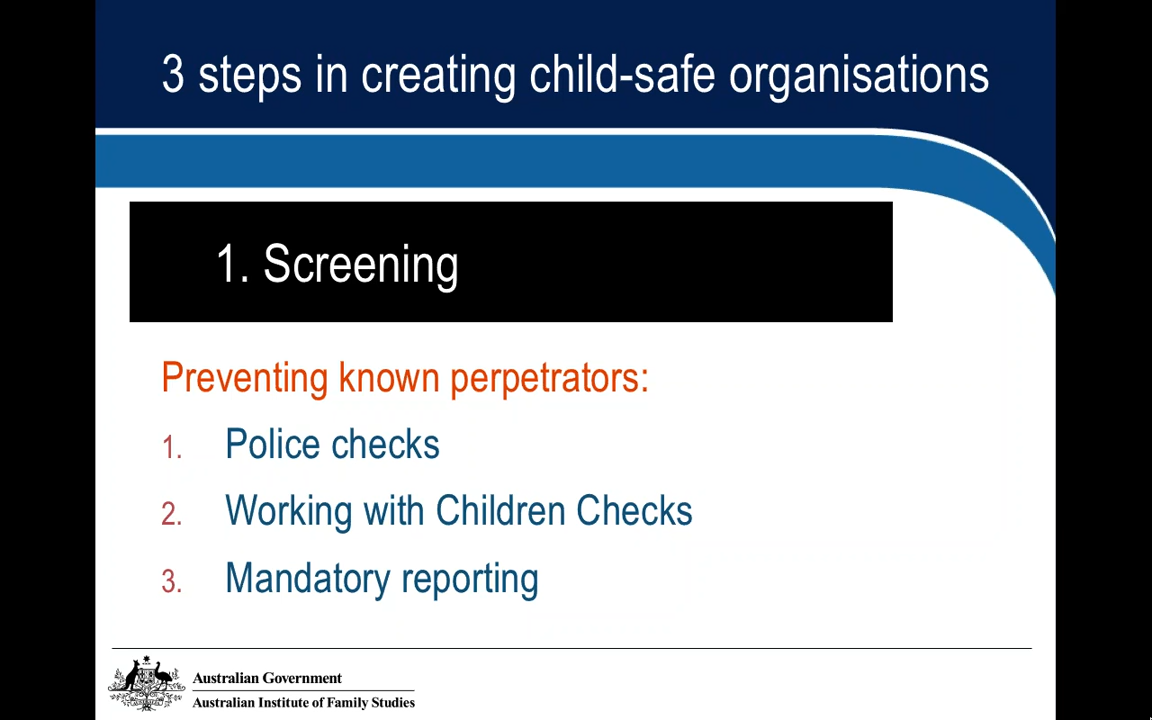 3 steps in creating child-safe organisations
1. Screening
Preventing known perpetrators:
1. Police checks
2. Working with Children Checks
3. Mandatory reporting
Australian Government
Australian Institute of Family Studies